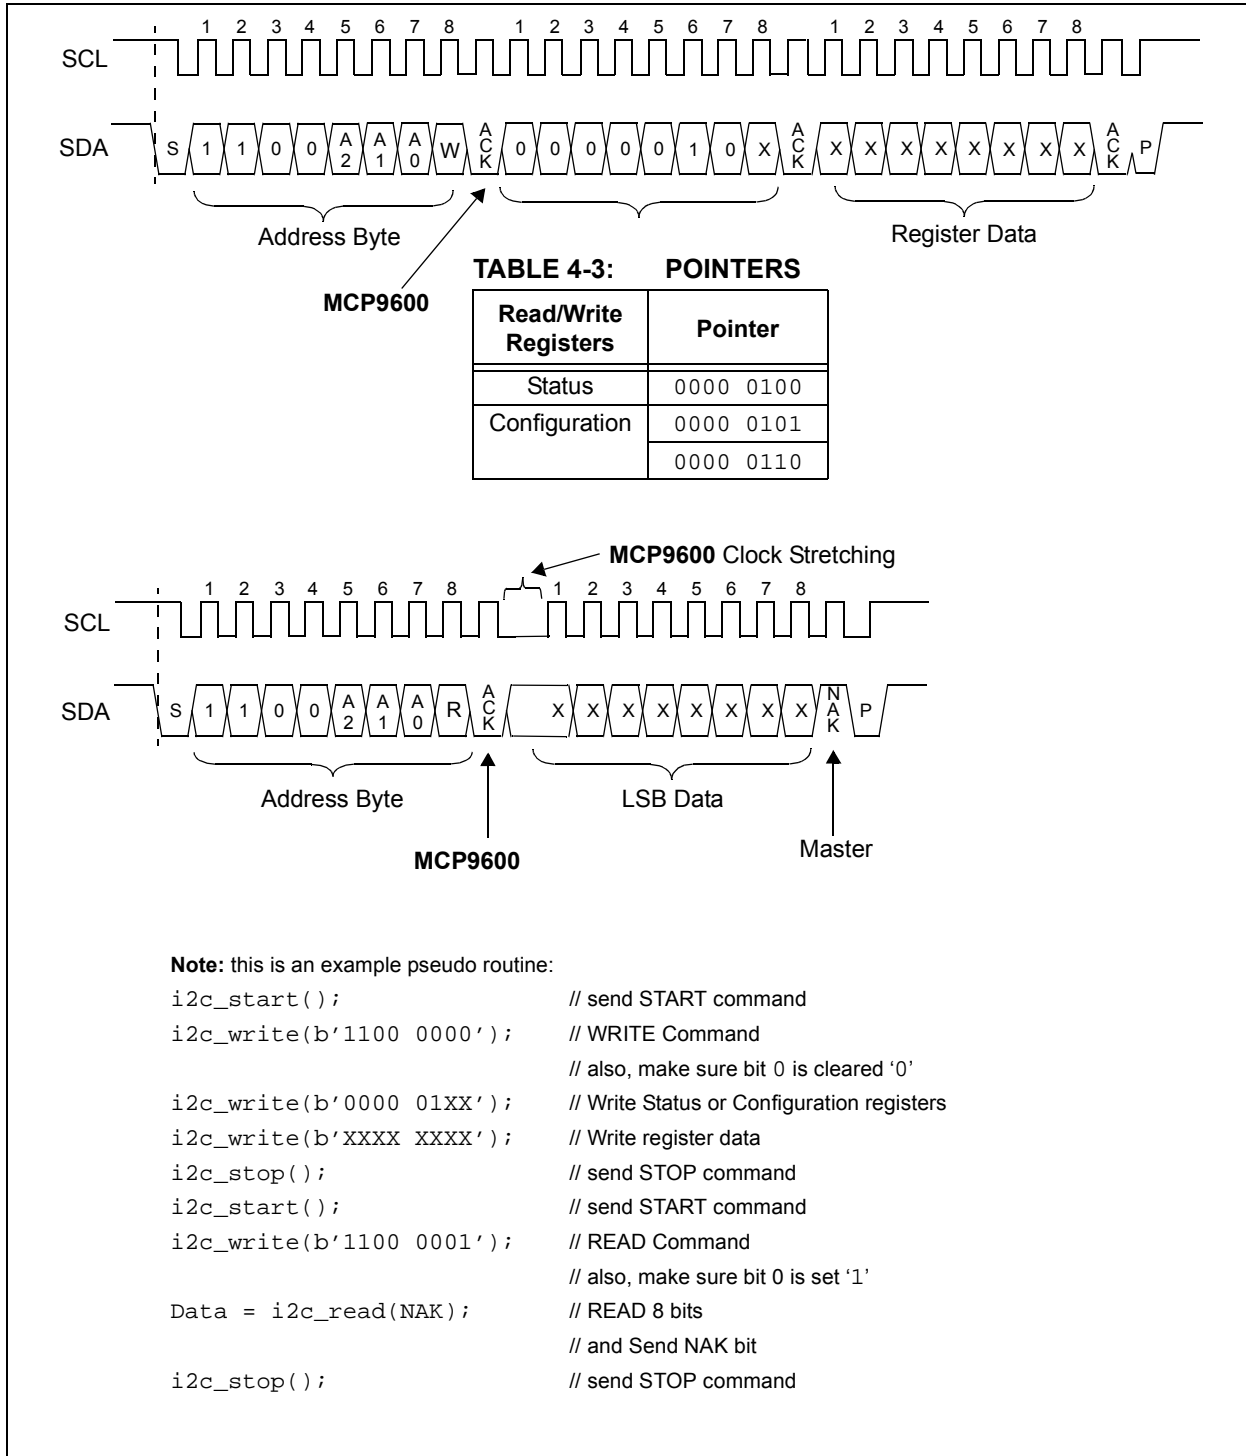 1 2 3 4 5 6 7 8 1 2 3 4 5 6 7 8 1 2 3 4 5 6 7 8
SCL
SDA S 1 1 0 0 A2 A1 A0 W ACK 0 0 0 0 0 1 0 X ACK X X X X X X X X ACK P
Address Byte
Register Data
MCP9600
TABLE 4-3: POINTERS
Read/Write Registers Pointer
Status 0000 0100
Configuration 0000 0101
0000 0110
MCP9600 Clock Stretching
1 2 3 4 5 6 7 8 1 2 3 4 5 6 7 8
SCL
SDA S 1 1 0 0 A2 A1 A0 R ACK X X X X X X X X NAK P
Address Byte
LSB Data
MCP9600
Master
Note: this is an example pseudo routine:
i2c_start(); // send START command
i2c_write(b'1100 0000'); // WRITE Command
// also, make sure bit 0 is cleared ‘0’
i2c_write(b'0000 01XX'); // Write Status or Configuration registers
i2c_write(b'XXXX XXXX'); // Write register data
i2c_stop(); // send STOP command
i2c_start(); // send START command
i2c_write(b'1100 0001'); // READ Command
// also, make sure bit 0 is set ‘1’
Data = i2c_read(NAK); // READ 8 bits
// and Send NAK bit
i2c_stop(); // send STOP command